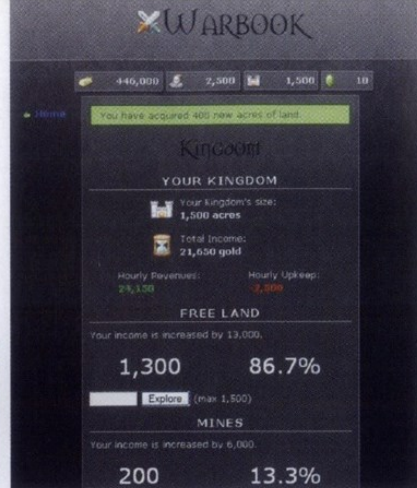 WARBOOK
446,000 2,500 1,500 10
Home
You have acquired 400 new acres of land.
Kingdom
YOUR KINGDOM
Your Kingdom's size:
1,500 acres
Total Income:
21,650 gold
Hourly Revenues: Hourly Upkeep:
24,150 -2,500
FREE LAND
Your income is increased by 13,000.
1,300 86.7%
Explore (max 1,500)
MINES
Your income is increased by 6,000.
200 13.3%